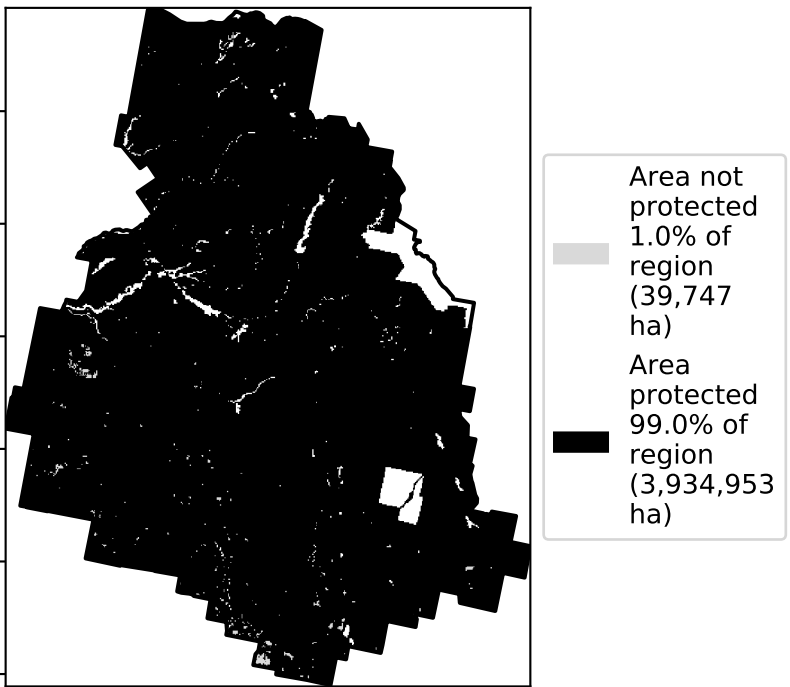 Area not
protected
1.0% of
region
(39,747
ha)
Area
protected
99.0% of
region
(3,934,953
ha)